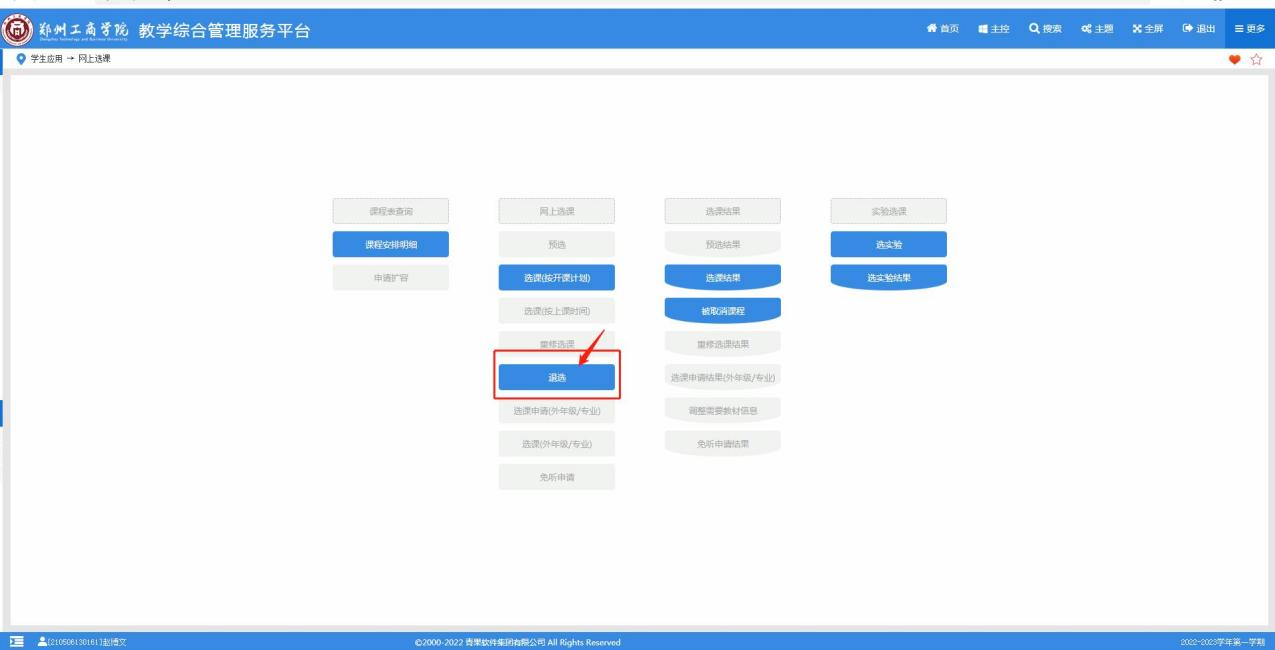 郑州工商学院 教学综合管理服务平台
首页 主控 搜索 主题 全屏 退出 更多
学生应用 → 网上选课
课程表查询 网上选课 选课结果 实验选课
课程安排明细 预选 预选结果 选实验
申请扩容 选课(按开课计划) 选课结果 选实验结果
选课(按上课时间) 被取消课程
重修选课 重修选课结果
退选 选课申请结果(外年级/专业)
选课申请(外年级/专业) 调整需要教材信息
选课(外年级/专业) 免听申请结果
免听申请
[210506130161]赵博文 ©2000-2022 青果软件集团有限公司 All Rights Reserved 2022-2023学年第一学期